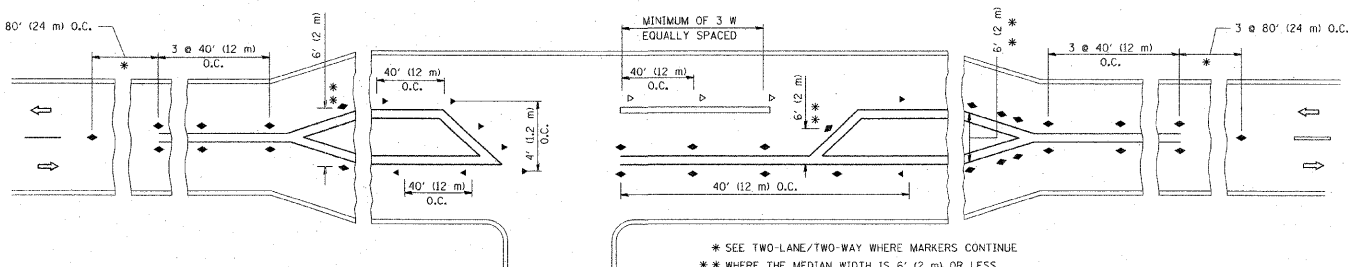 80' (24 m) O.C.
*
3 @ 40' (12 m)
O.C.
6' (2 m)
**
40' (12 m)
O.C.
4' (1.2 m)
O.C.
40' (12 m)
O.C.
MINIMUM OF 3 W
EQUALLY SPACED
40' (12 m)
O.C.
6' (2 m)
**
40' (12 m) O.C.
6' (2 m)
**
3 @ 40' (12 m)
O.C.
*
3 @ 80' (24 m) O.C.
* SEE TWO-LANE/TWO-WAY WHERE MARKERS CONTINUE
** WHERE THE MEDIAN WIDTH IS 6' (2 m) OR LESS